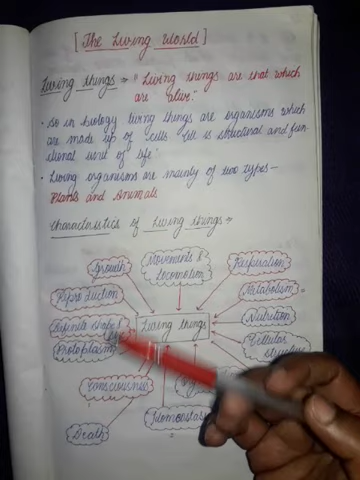 [ The Living World ]
Living things → "Living things are that which
are "alive."
• So in biology living things are organisms which
are made up of "cells. Cell is structural and fun-
ctional unit of life"
• Living organisms are mainly of two types—
Plants and Animals
Characteristics of Living things →
Movements &
Locomotion
Growth
Respiration
Reproduction
Metabolism
Definite shape
Living things
Nutrition
Protoplasm
Cellular
structure
Consciousness
Homeostasis
Death